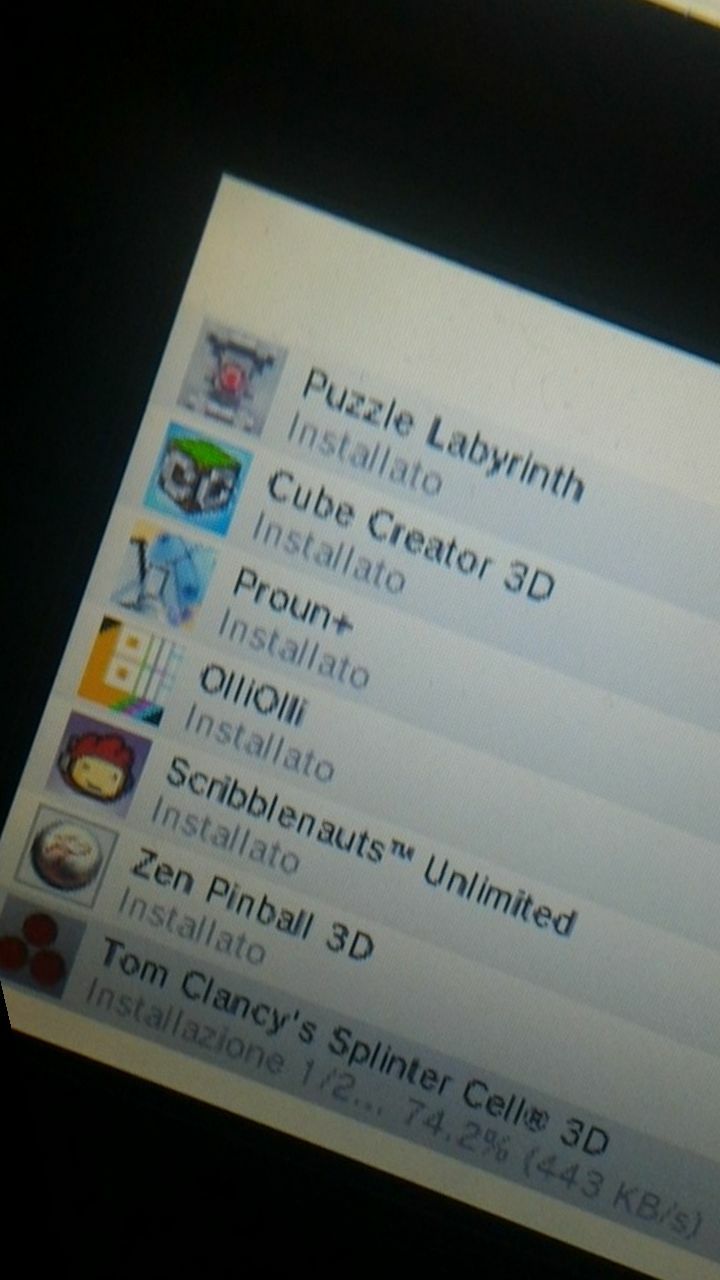 Puzzle Labyrinth
Installato
Cube Creator 3D
Installato
Proun+
Installato
OlliOlli
Installato
Scribblenauts™ Unlimited
Installato
Zen Pinball 3D
Installato
Tom Clancy's Splinter Cell® 3D
Installazione 1/2... 74.2% (443 KB/s)